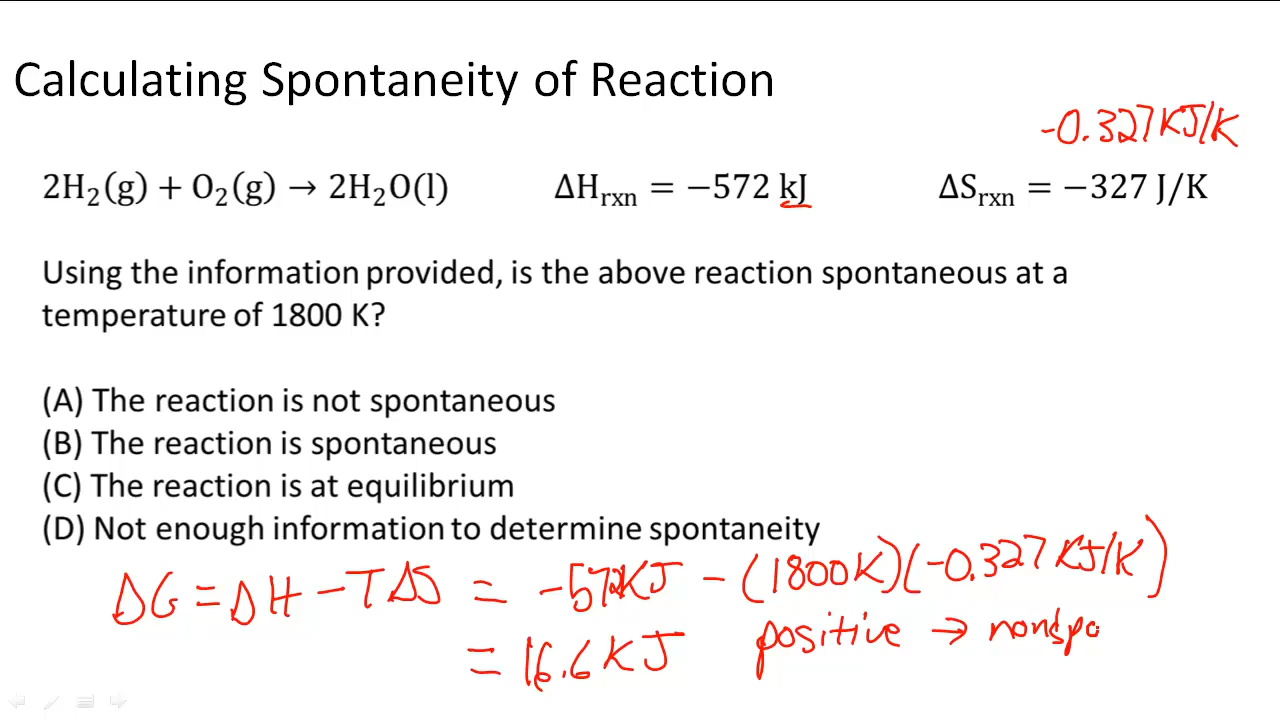 Calculating Spontaneity of Reaction
-0.327 KJ/K
2H₂(g) + O₂(g) → 2H₂O(l) ΔHrxn = −572 kJ ΔSrxn = −327 J/K
Using the information provided, is the above reaction spontaneous at a
temperature of 1800 K?
(A) The reaction is not spontaneous
(B) The reaction is spontaneous
(C) The reaction is at equilibrium
(D) Not enough information to determine spontaneity
ΔG = ΔH − TΔS = −572KJ − (1800K)(−0.327 KJ/K)
= 16.6 KJ positive → nonspo